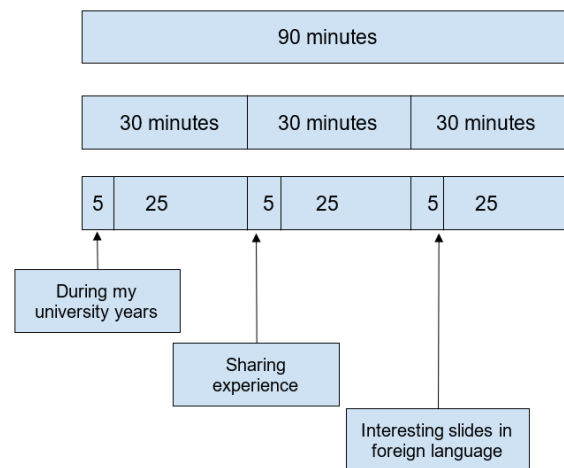 90 minutes
30 minutes 30 minutes 30 minutes
5 25 5 25 5 25
During my
university years
Sharing
experience
Interesting slides in
foreign language